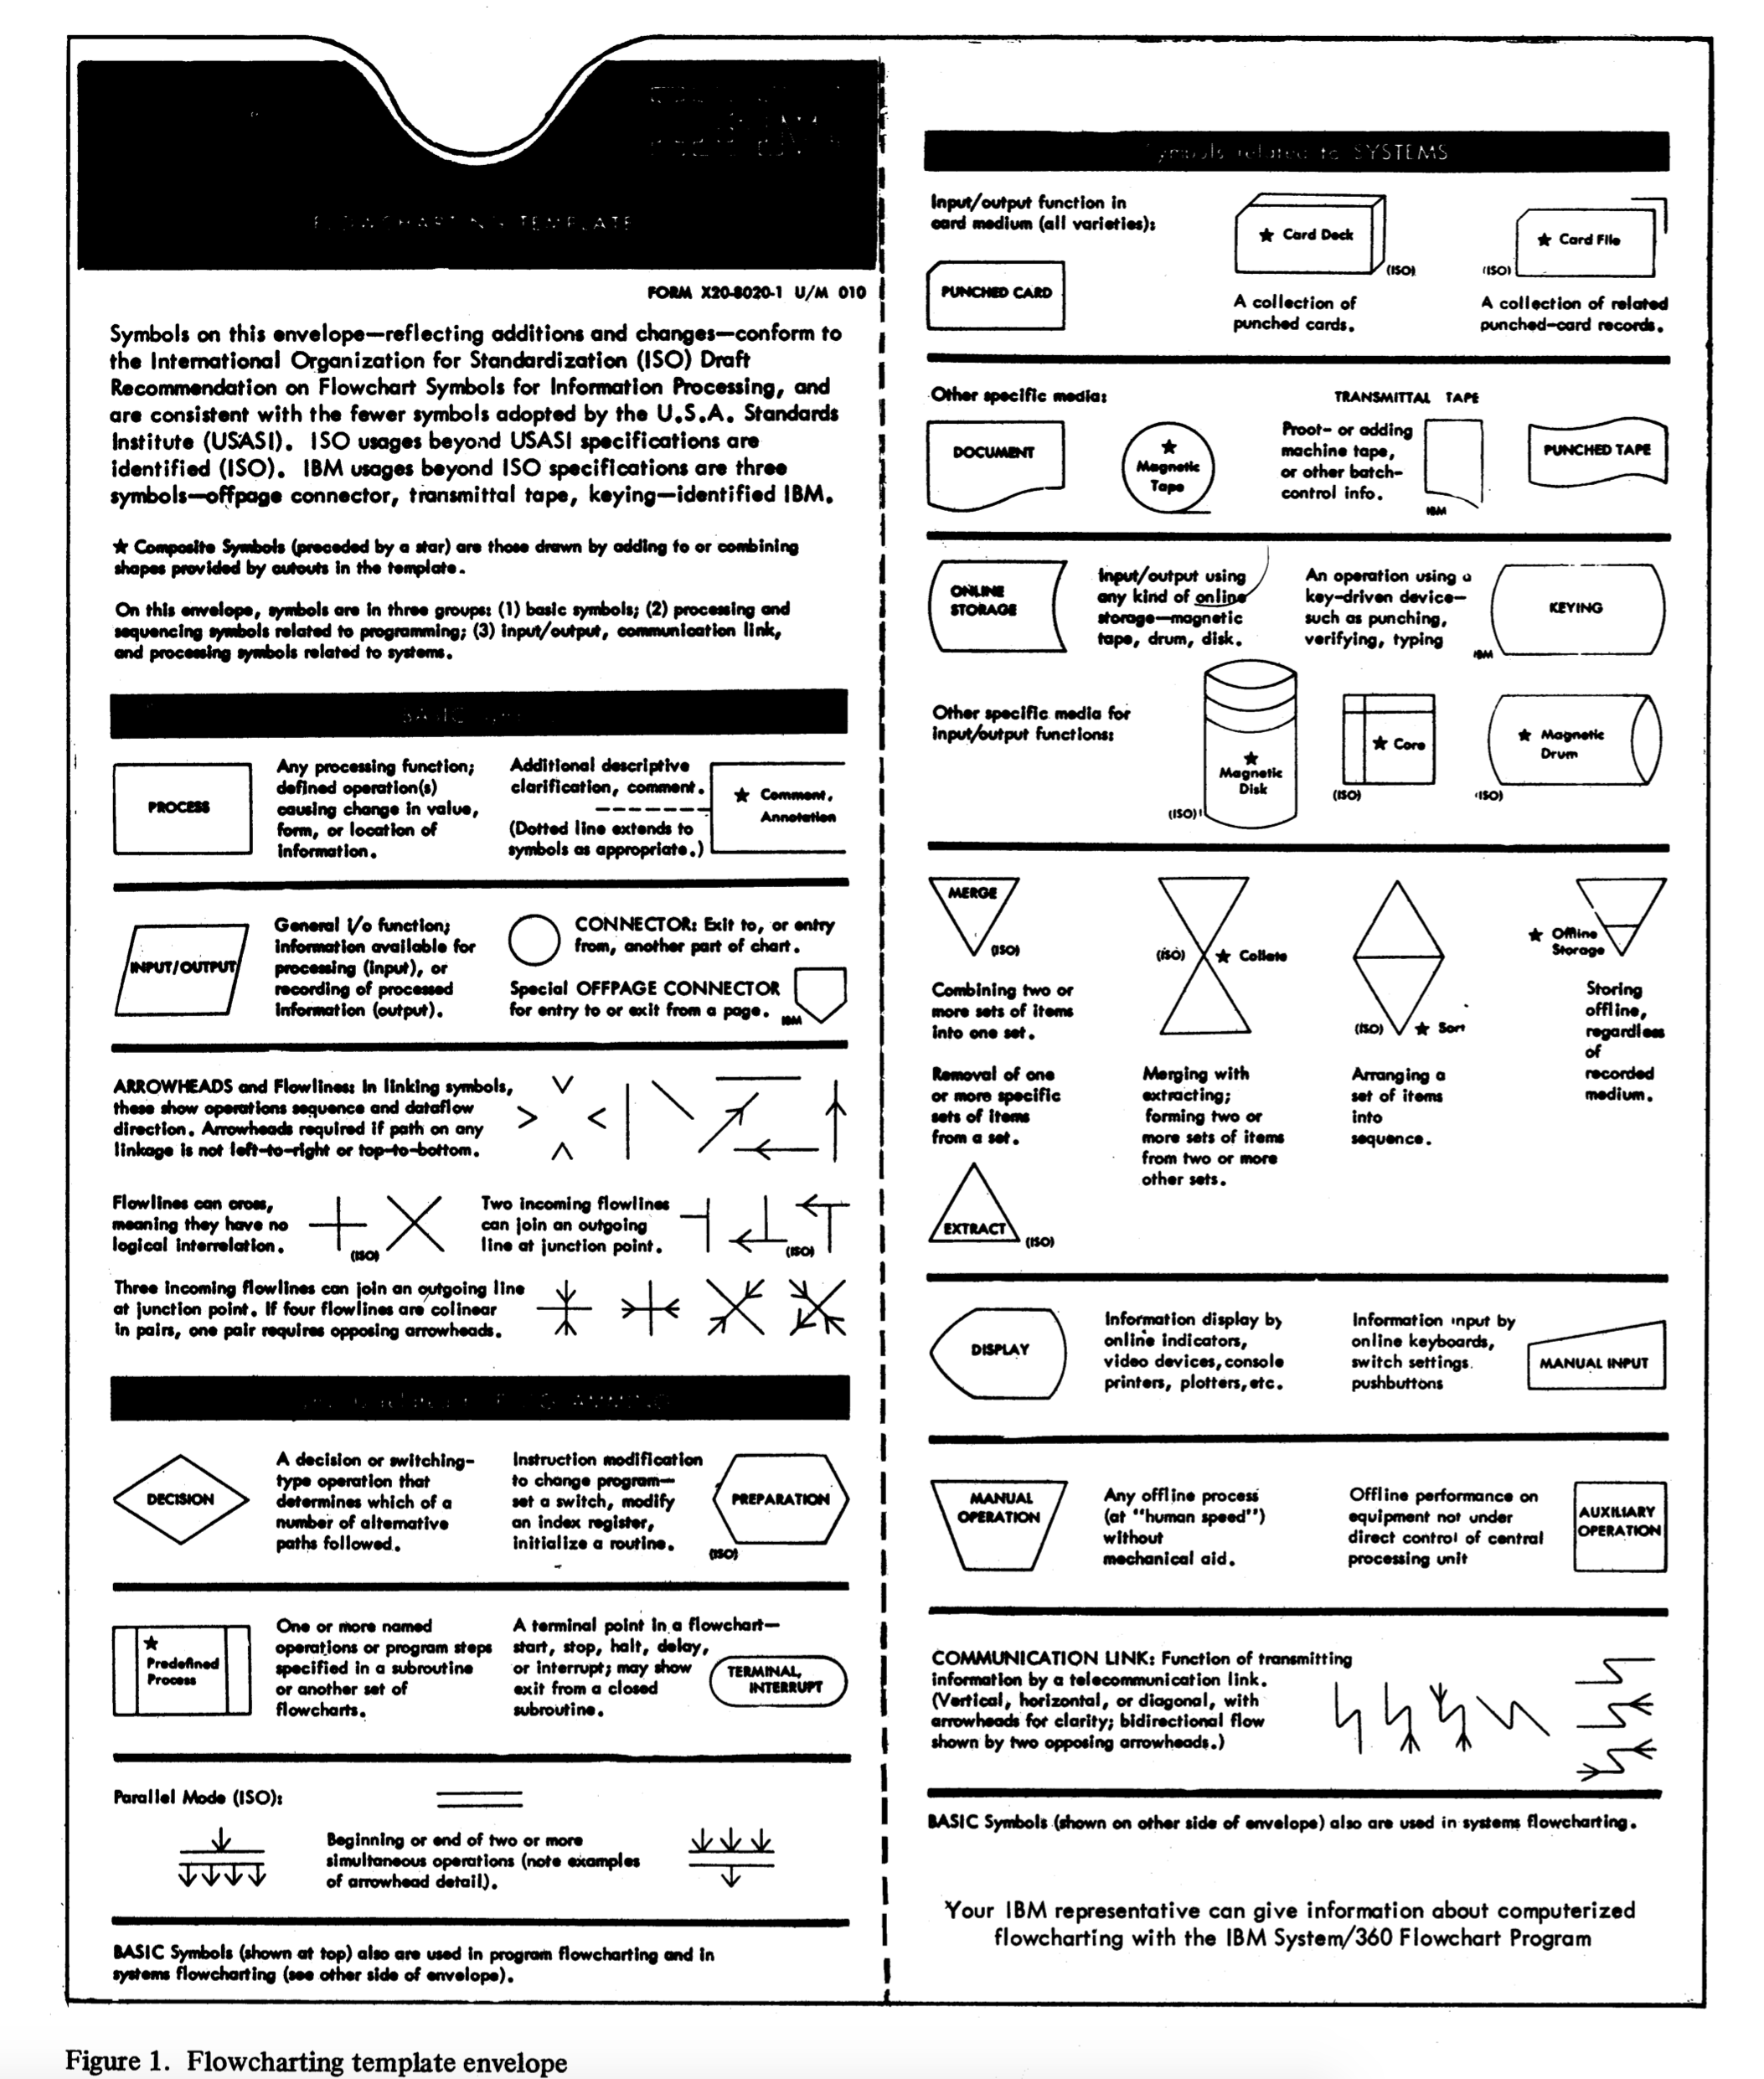 FLOWCHARTING TEMPLATE
FORM X20-8020-1 U/M 010
Symbols on this envelope—reflecting additions and changes—conform to
the International Organization for Standardization (ISO) Draft
Recommendation on Flowchart Symbols for Information Processing, and
are consistent with the fewer symbols adopted by the U.S.A. Standards
Institute (USASI). ISO usages beyond USASI specifications are
identified (ISO). IBM usages beyond ISO specifications are three
symbols—offpage connector, transmittal tape, keying—identified IBM.
★ Composite Symbols (preceded by a star) are those drawn by adding to or combining
shapes provided by cutouts in the template.
On this envelope, symbols are in three groups: (1) basic symbols; (2) processing and
sequencing symbols related to programming; (3) input/output, communication link,
and processing symbols related to systems.
BASIC
PROCESS
Any processing function;
defined operation(s)
causing change in value,
form, or location of
information.
Additional descriptive
clarification, comment.
(Dotted line extends to
symbols as appropriate.)
★ Comment,
Annotation
INPUT/OUTPUT
General i/o function;
information available for
processing (input), or
recording of processed
information (output).
CONNECTOR: Exit to, or entry
from, another part of chart.
Special OFFPAGE CONNECTOR
for entry to or exit from a page.
IBM
ARROWHEADS and Flowlines: In linking symbols,
these show operations sequence and dataflow
direction. Arrowheads required if path on any
linkage is not left-to-right or top-to-bottom.
Flowlines can cross,
meaning they have no
logical interrelation.
(ISO)
Two incoming flowlines
can join an outgoing
line at junction point.
(ISO)
Three incoming flowlines can join an outgoing line
at junction point. If four flowlines are colinear
in pairs, one pair requires opposing arrowheads.
DECISION
A decision or switching-
type operation that
determines which of a
number of alternative
paths followed.
Instruction modification
to change program—
set a switch, modify
an index register,
initialize a routine.
PREPARATION
(ISO)
★
Predefined
Process
One or more named
operations or program steps
specified in a subroutine
or another set of
flowcharts.
A terminal point in a flowchart—
start, stop, halt, delay,
or interrupt; may show
exit from a closed
subroutine.
TERMINAL,
INTERRUPT
Parallel Mode (ISO):
Beginning or end of two or more
simultaneous operations (note examples
of arrowhead detail).
BASIC Symbols (shown at top) also are used in program flowcharting and in
systems flowcharting (see other side of envelope).
Symbols related to SYSTEMS
Input/output function in
card medium (all varieties):
PUNCHED CARD
★ Card Deck
(ISO)
A collection of
punched cards.
★ Card File
(ISO)
A collection of related
punched-card records.
Other specific media:
DOCUMENT
★
Magnetic
Tape
TRANSMITTAL TAPE
Proof- or adding
machine tape,
or other batch-
control info.
IBM
PUNCHED TAPE
ONLINE
STORAGE
Input/output using
any kind of online
storage—magnetic
tape, drum, disk.
An operation using a
key-driven device—
such as punching,
verifying, typing
KEYING
IBM
Other specific media for
input/output functions:
★
Magnetic
Disk
(ISO)
★ Core
(ISO)
★ Magnetic
Drum
(ISO)
MERGE
(ISO)
Combining two or
more sets of items
into one set.
Removal of one
or more specific
sets of items
from a set.
EXTRACT
(ISO)
(ISO)
★ Collate
Merging with
extracting;
forming two or
more sets of items
from two or more
other sets.
(ISO)
★ Sort
Arranging a
set of items
into
sequence.
★ Offline
Storage
Storing
offline,
regardless
of
recorded
medium.
DISPLAY
Information display by
online indicators,
video devices, console
printers, plotters, etc.
Information input by
online keyboards,
switch settings.
pushbuttons
MANUAL INPUT
MANUAL
OPERATION
Any offline process
(at "human speed")
without
mechanical aid.
Offline performance on
equipment not under
direct control of central
processing unit
AUXILIARY
OPERATION
COMMUNICATION LINK: Function of transmitting
information by a telecommunication link.
(Vertical, horizontal, or diagonal, with
arrowheads for clarity; bidirectional flow
shown by two opposing arrowheads.)
BASIC Symbols (shown on other side of envelope) also are used in systems flowcharting.
Your IBM representative can give information about computerized
flowcharting with the IBM System/360 Flowchart Program
Figure 1. Flowcharting template envelope